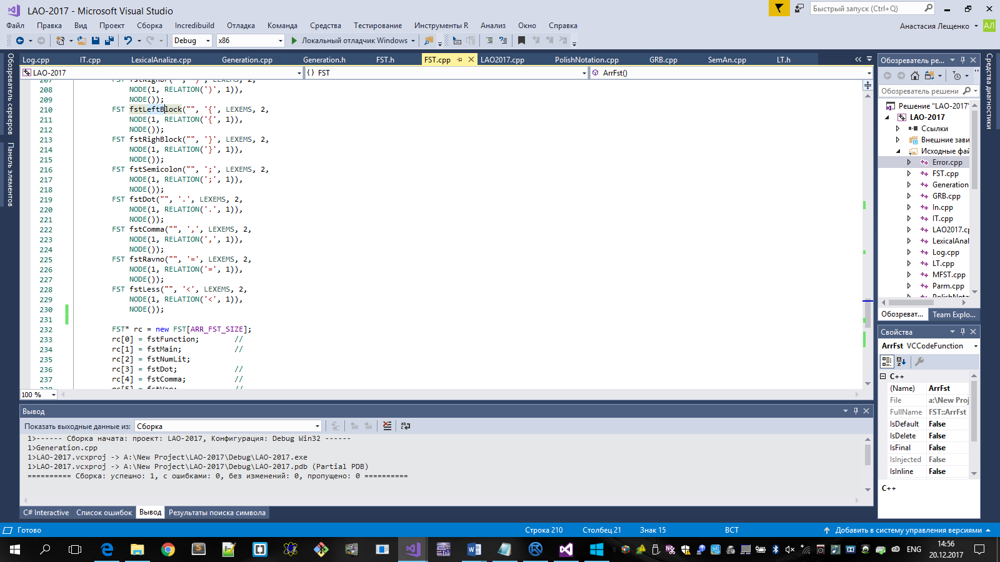 LAO-2017 - Microsoft Visual Studio
Быстрый запуск (Ctrl+Q)
Файл Правка Вид Проект Сборка Incredibuild Отладка Команда Средства Тестирование Инструменты R Анализ Окно Справка
Анастасия Лещенко АЛ
Debug x86 Локальный отладчик Windows
Обозреватель серверов
Панель элементов
Log.cpp IT.cpp LexicalAnalize.cpp Generation.cpp Generation.h FST.h FST.cpp LAO2017.cpp PolishNotation.cpp GRB.cpp SemAn.cpp LT.h
LAO-2017 {} FST ArrFst()
207 FST fstRighBr("", ')', LEXEMS, 2,
208 NODE(1, RELATION(')', 1)),
209 NODE());
210 FST fstLeftBlock("", '{', LEXEMS, 2,
211 NODE(1, RELATION('{', 1)),
212 NODE());
213 FST fstRighBlock("", '}', LEXEMS, 2,
214 NODE(1, RELATION('}', 1)),
215 NODE());
216 FST fstSemicolon("", ';', LEXEMS, 2,
217 NODE(1, RELATION(';', 1)),
218 NODE());
219 FST fstDot("", '.', LEXEMS, 2,
220 NODE(1, RELATION('.', 1)),
221 NODE());
222 FST fstComma("", ',', LEXEMS, 2,
223 NODE(1, RELATION(',', 1)),
224 NODE());
225 FST fstRavno("", '=', LEXEMS, 2,
226 NODE(1, RELATION('=', 1)),
227 NODE());
228 FST fstLess("", '<', LEXEMS, 2,
229 NODE(1, RELATION('<', 1)),
230 NODE());
231
232 FST* rc = new FST[ARR_FST_SIZE];
233 rc[0] = fstFunction; //
234 rc[1] = fstMain; //
235 rc[2] = fstNumLit;
236 rc[3] = fstDot; //
237 rc[4] = fstComma; //
238 rc[5] = fstVar; //
100 %
Вывод
Показать выходные данные из: Сборка
1>------ Сборка начата: проект: LAO-2017, Конфигурация: Debug Win32 ------
1>Generation.cpp
1>LAO-2017.vcxproj -> A:\New Project\LAO-2017\Debug\LAO-2017.exe
1>LAO-2017.vcxproj -> A:\New Project\LAO-2017\Debug\LAO-2017.pdb (Partial PDB)
========== Сборка: успешно: 1, с ошибками: 0, без изменений: 0, пропущено: 0 ==========
C# Interactive Список ошибок Вывод Результаты поиска символа
Обозреватель ре...
Обозреватель решени
Решение "LAO-2017"
LAO-2017
Ссылки
Внешние зави
Исходные фай
Error.cpp
FST.cpp
Generation
GRB.cpp
In.cpp
IT.cpp
LAO2017.cp
LexicalAnal
Log.cpp
LT.cpp
MFST.cpp
Parm.cpp
PolishNota
Обозреват... Team Explo...
Средства диагностики
Свойства
ArrFst VCCodeFunction
C++
(Name) ArrFst
File a:\New Proj
FullName FST::ArrFst
IsDefault False
IsDelete False
IsFinal False
IsInjected False
IsInline False
C++
Готово Строка 210 Столбец 21 Знак 15 ВСТ Добавить в систему управления версиями
ENG 14:56
20.12.2017